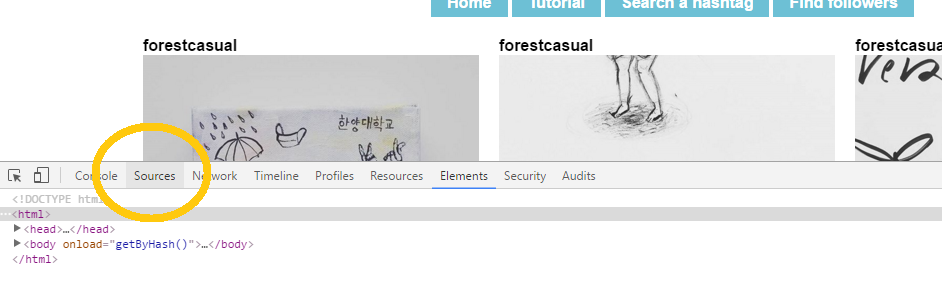 Home Tutorial Search a hashtag Find followers
forestcasual forestcasual forestcasual
한양대학교
Console Sources Network Timeline Profiles Resources Elements Security Audits
<!DOCTYPE html
<html>
<head>…</head>
<body onload="getByHash()">…</body>
</html>